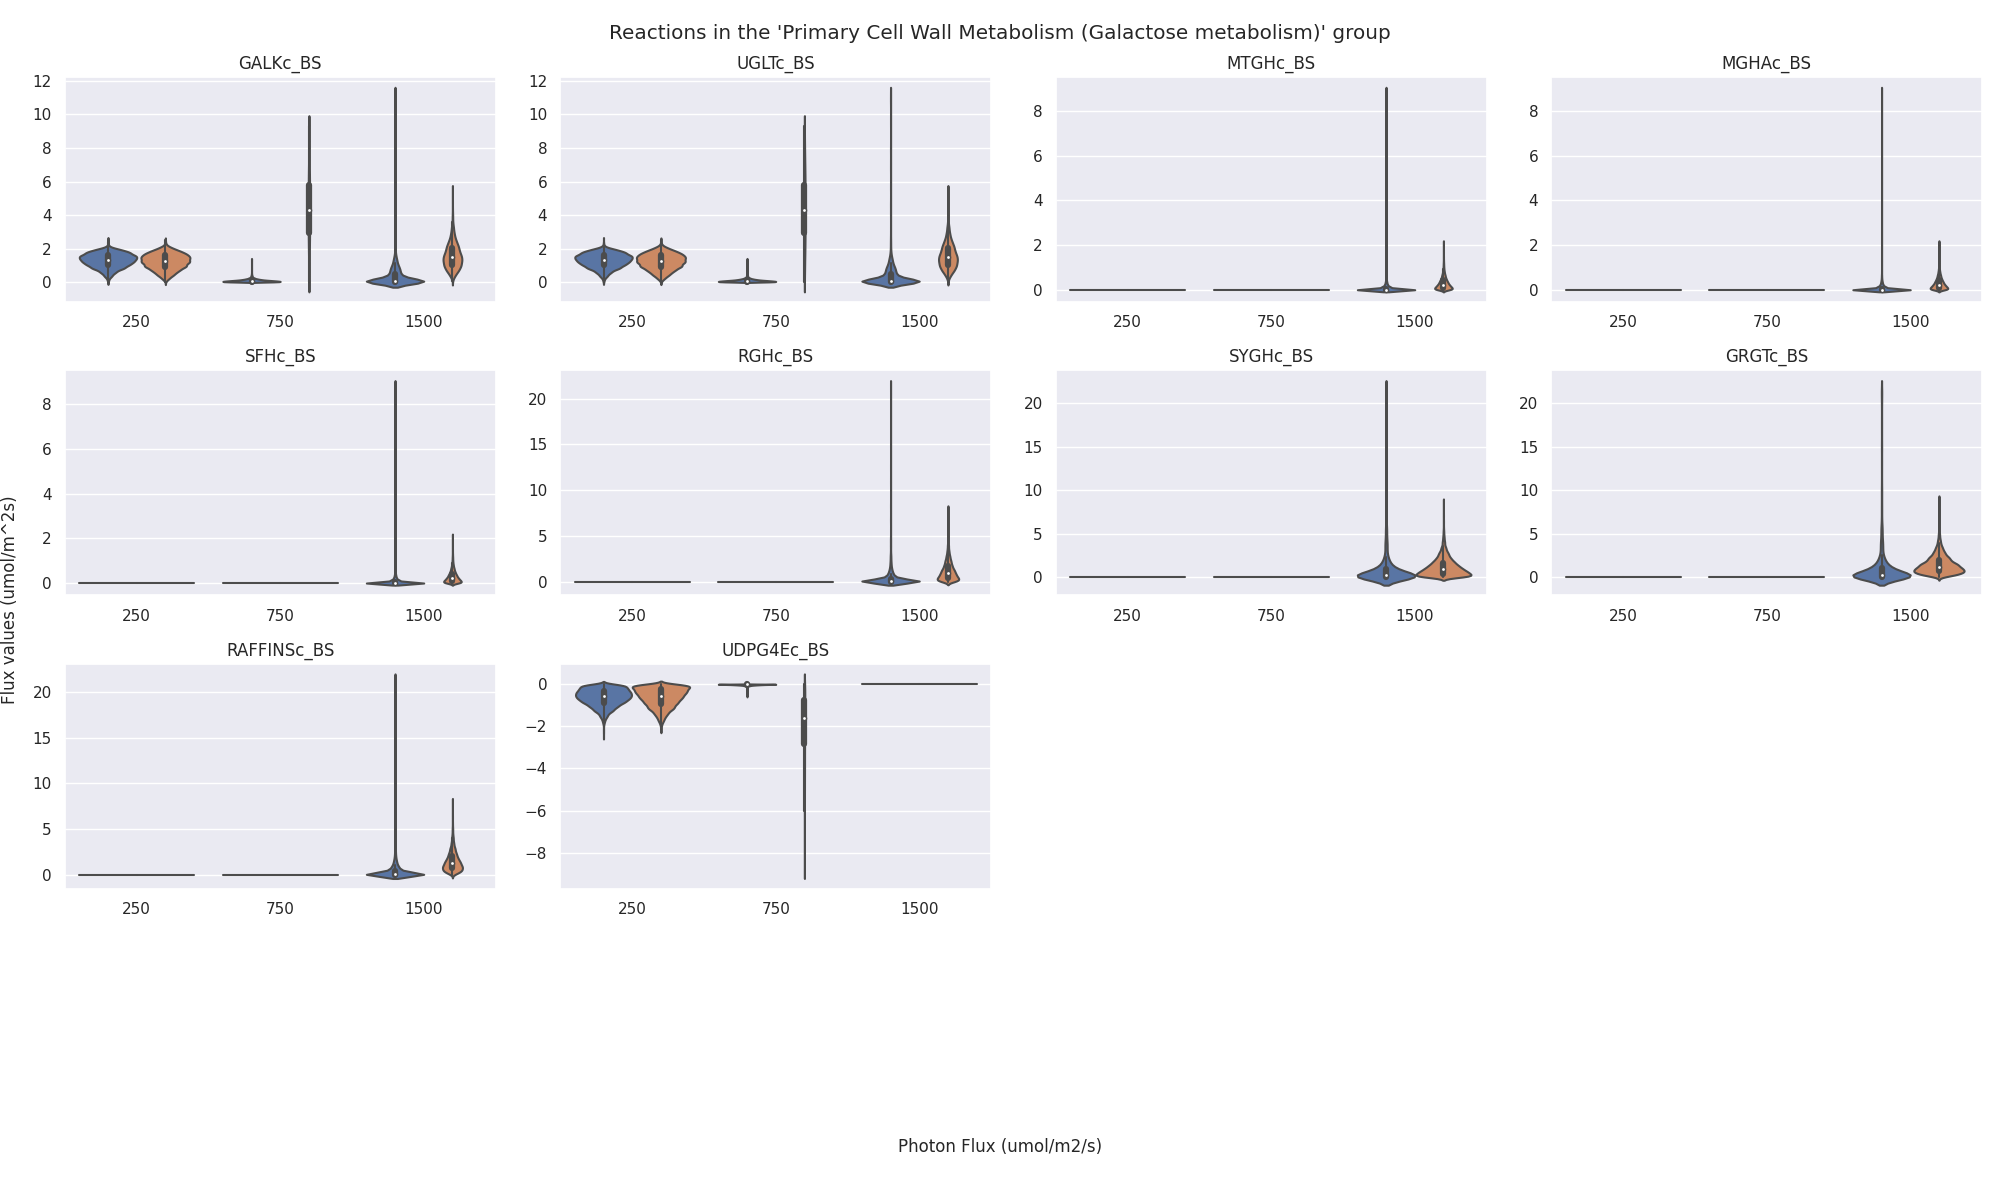 Reactions in the 'Primary Cell Wall Metabolism (Galactose metabolism)' group
GALKc_BS
12
10
8
6
4
2
0
250 750 1500
UGLTc_BS
12
10
8
6
4
2
0
250 750 1500
MTGHc_BS
8
6
4
2
0
250 750 1500
MGHAc_BS
8
6
4
2
0
250 750 1500
SFHc_BS
8
6
4
2
0
250 750 1500
RGHc_BS
20
15
10
5
0
250 750 1500
SYGHc_BS
20
15
10
5
0
250 750 1500
GRGTc_BS
20
15
10
5
0
250 750 1500
RAFFINSc_BS
20
15
10
5
0
250 750 1500
UDPG4Ec_BS
0
−2
−4
−6
−8
250 750 1500
Flux values (umol/m^2s)
Photon Flux (umol/m2/s)